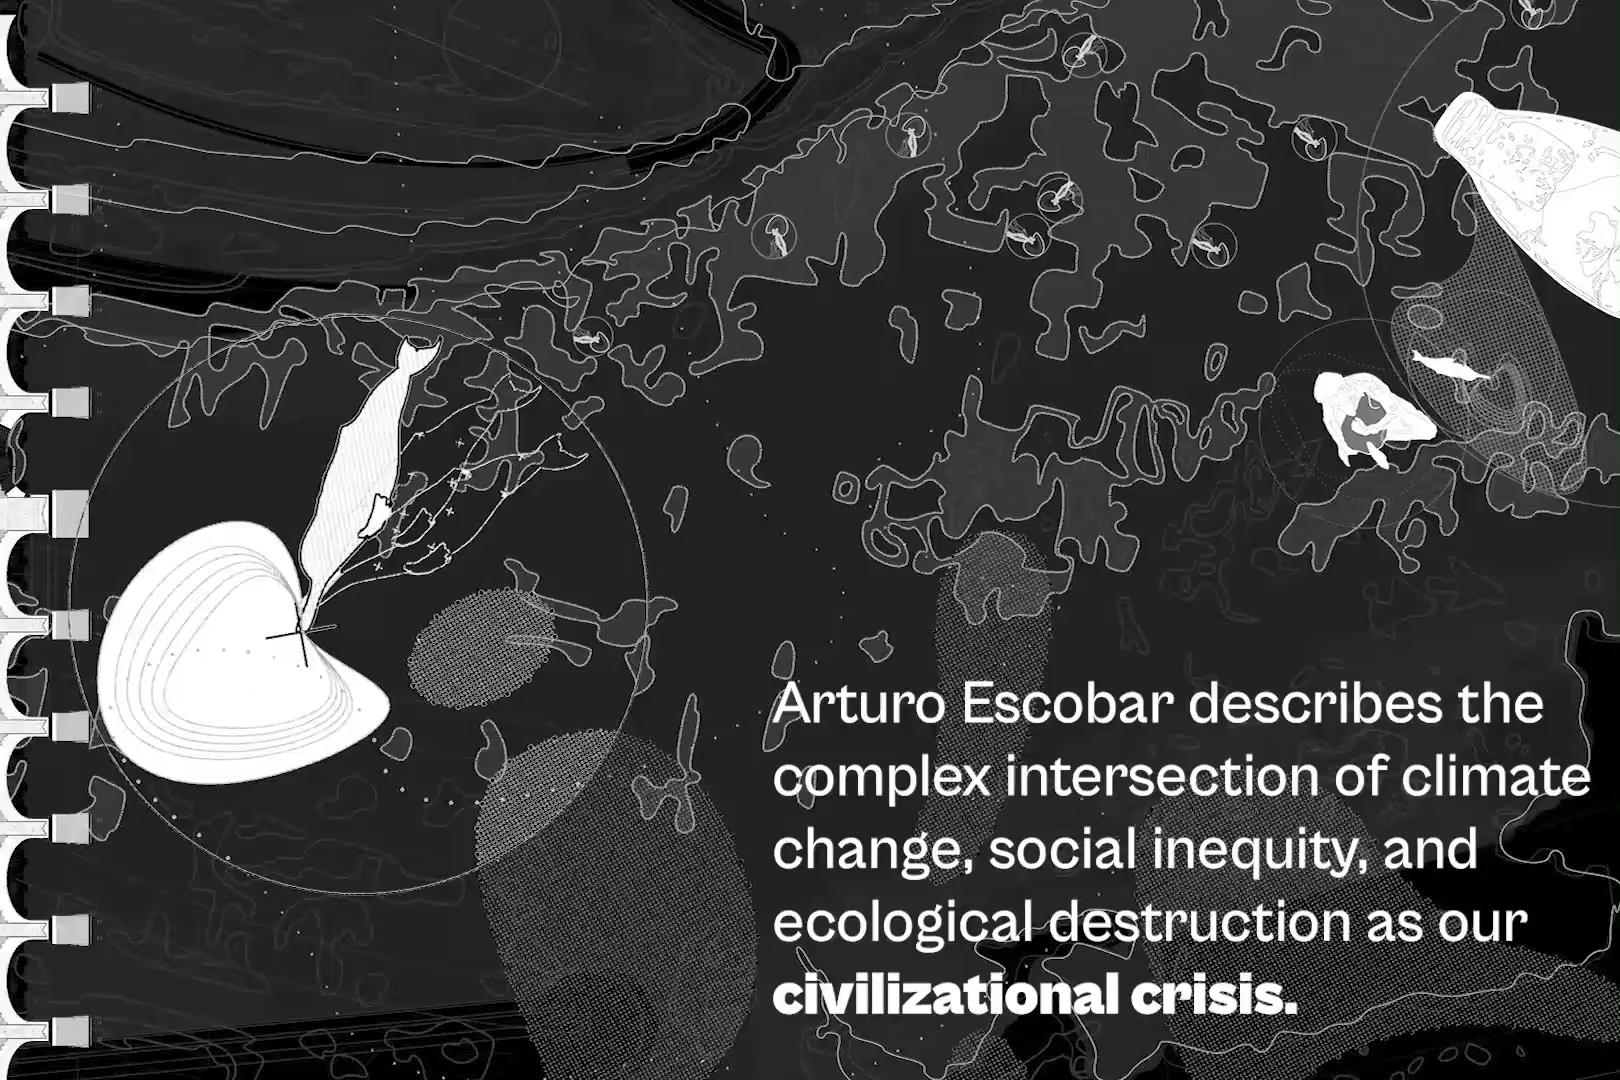 Arturo Escobar describes the
complex intersection of climate
change, social inequity, and
ecological destruction as our
civilizational crisis.